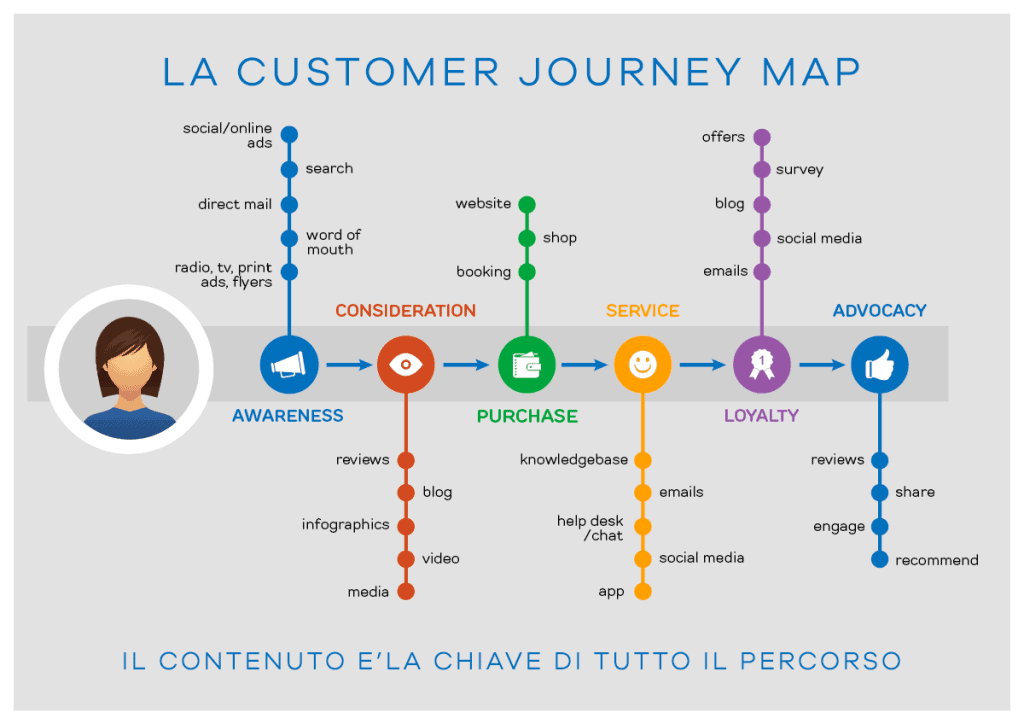 LA CUSTOMER JOURNEY MAP
social/online
ads
search
direct mail
word of
mouth
radio, tv, print
ads, flyers
AWARENESS
CONSIDERATION
reviews
blog
infographics
video
media
website
shop
booking
PURCHASE
SERVICE
knowledgebase
emails
help desk
/chat
social media
app
offers
survey
blog
social media
emails
1
LOYALTY
ADVOCACY
reviews
share
engage
recommend
IL CONTENUTO E'LA CHIAVE DI TUTTO IL PERCORSO